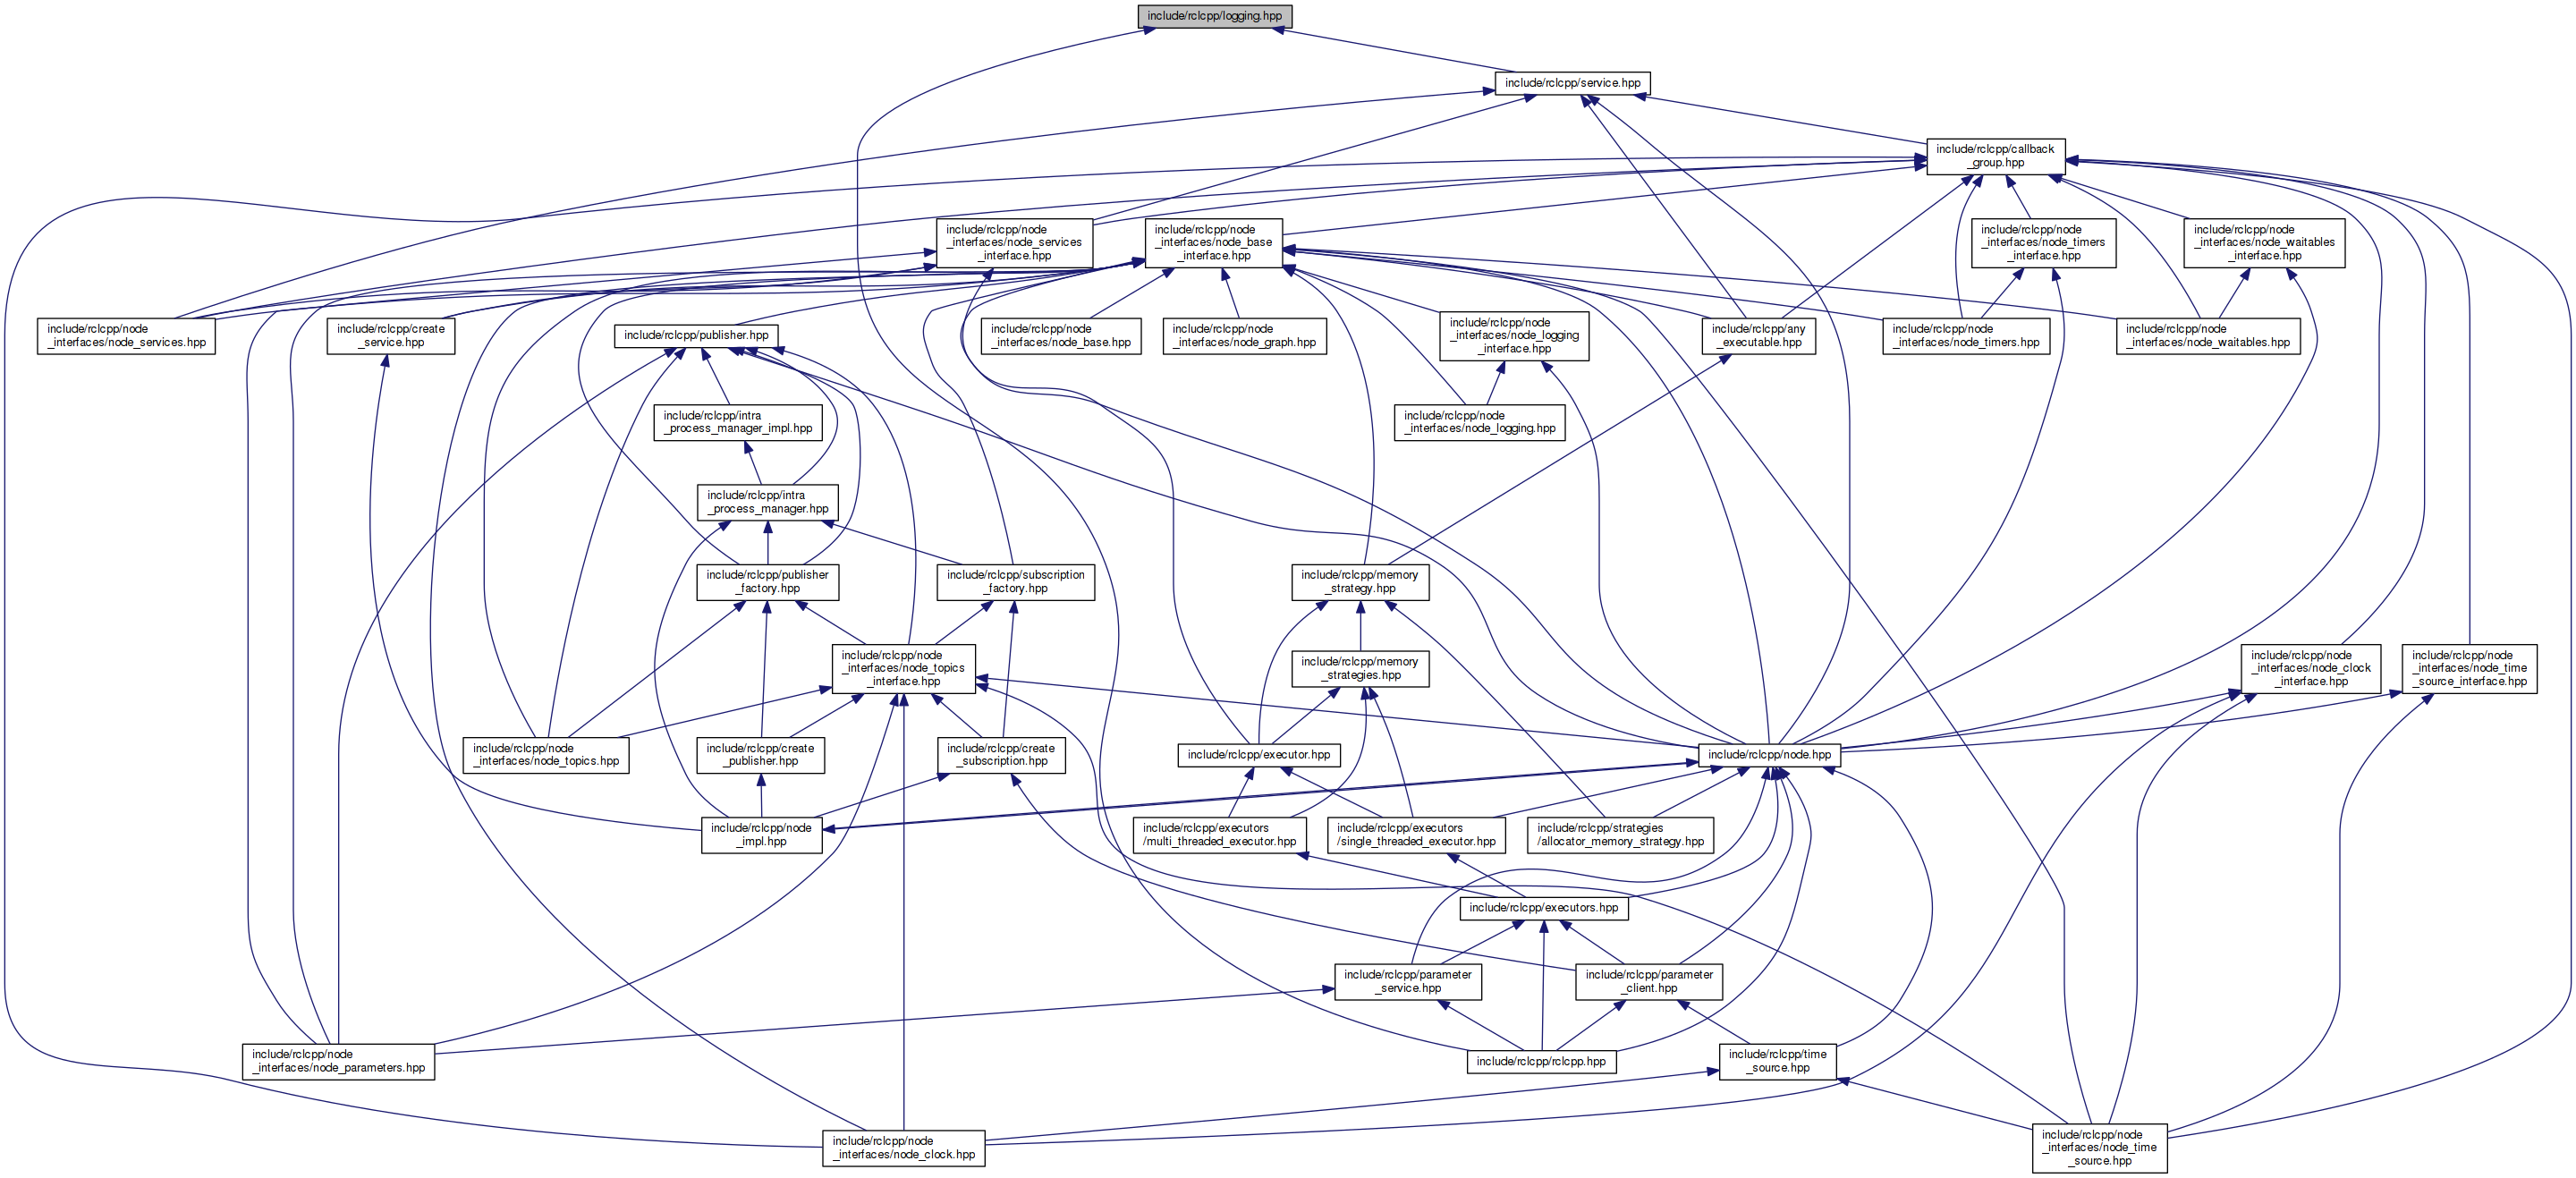 include/rclcpp/logging.hpp
include/rclcpp/service.hpp
include/rclcpp/callback
_group.hpp
include/rclcpp/node
_interfaces/node_services
_interface.hpp
include/rclcpp/node
_interfaces/node_base
_interface.hpp
include/rclcpp/node
_interfaces/node_timers
_interface.hpp
include/rclcpp/node
_interfaces/node_waitables
_interface.hpp
include/rclcpp/node
_interfaces/node_services.hpp
include/rclcpp/create
_service.hpp
include/rclcpp/publisher.hpp
include/rclcpp/node
_interfaces/node_base.hpp
include/rclcpp/node
_interfaces/node_graph.hpp
include/rclcpp/node
_interfaces/node_logging
_interface.hpp
include/rclcpp/any
_executable.hpp
include/rclcpp/node
_interfaces/node_timers.hpp
include/rclcpp/node
_interfaces/node_waitables.hpp
include/rclcpp/intra
_process_manager_impl.hpp
include/rclcpp/node
_interfaces/node_logging.hpp
include/rclcpp/intra
_process_manager.hpp
include/rclcpp/publisher
_factory.hpp
include/rclcpp/subscription
_factory.hpp
include/rclcpp/memory
_strategy.hpp
include/rclcpp/node
_interfaces/node_topics
_interface.hpp
include/rclcpp/memory
_strategies.hpp
include/rclcpp/node
_interfaces/node_clock
_interface.hpp
include/rclcpp/node
_interfaces/node_time
_source_interface.hpp
include/rclcpp/node
_interfaces/node_topics.hpp
include/rclcpp/create
_publisher.hpp
include/rclcpp/create
_subscription.hpp
include/rclcpp/executor.hpp
include/rclcpp/node.hpp
include/rclcpp/node
_impl.hpp
include/rclcpp/executors
/multi_threaded_executor.hpp
include/rclcpp/executors
/single_threaded_executor.hpp
include/rclcpp/strategies
/allocator_memory_strategy.hpp
include/rclcpp/executors.hpp
include/rclcpp/parameter
_service.hpp
include/rclcpp/parameter
_client.hpp
include/rclcpp/node
_interfaces/node_parameters.hpp
include/rclcpp/rclcpp.hpp
include/rclcpp/time
_source.hpp
include/rclcpp/node
_interfaces/node_clock.hpp
include/rclcpp/node
_interfaces/node_time
_source.hpp